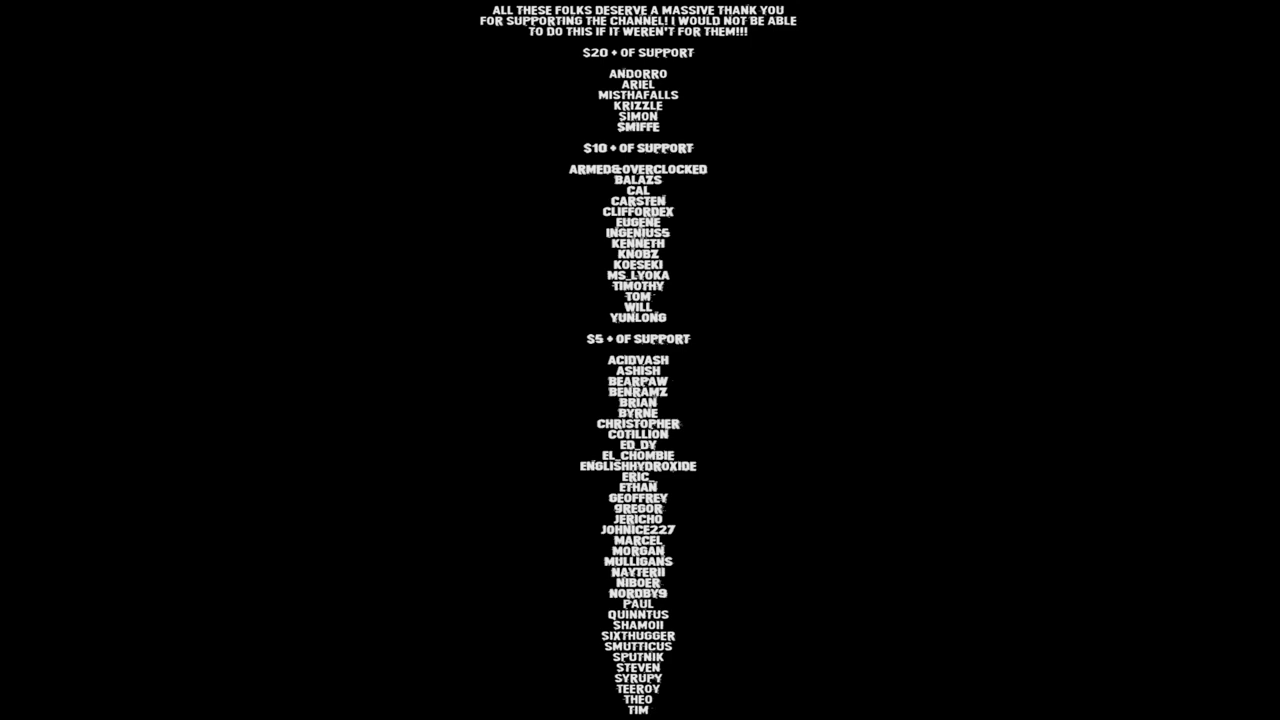 ALL THESE FOLKS DESERVE A MASSIVE THANK YOU
FOR SUPPORTING THE CHANNEL! I WOULD NOT BE ABLE
TO DO THIS IF IT WEREN'T FOR THEM!!!
$20 + OF SUPPORT
ANDORRO
ARIEL
MISTHAFALLS
KRIZZLE
SIMON
SMIFFE
$10 + OF SUPPORT
ARMED&OVERCLOCKED
BALAZS
CAL
CARSTEN
CLIFFORDEX
EUGENE
INGENIUS5
KENNETH
KNOBZ
KOESEKI
MS_LYOKA
TIMOTHY
TOM
WILL
YUNLONG
$5 + OF SUPPORT
ACIDVASH
ASHISH
BEARPAW
BENRAMZ
BRIAN
BYRNE
CHRISTOPHER
COTILLION
ED_DY
EL_CHOMBIE
ENGLISHHYDROXIDE
ERIC_
ETHAN
GEOFFREY
9REGOR
JERICHO
JOHNICE227
MARCEL
MORGAN
MULLIGANS
NAYTERII
NIBOER
NORDBY9
PAUL
QUINNTUS
SHAMOII
SIXTHUGGER
SMUTTICUS
SPUTNIK
STEVEN
SYRUPY
TEEROY
THEO
TIM